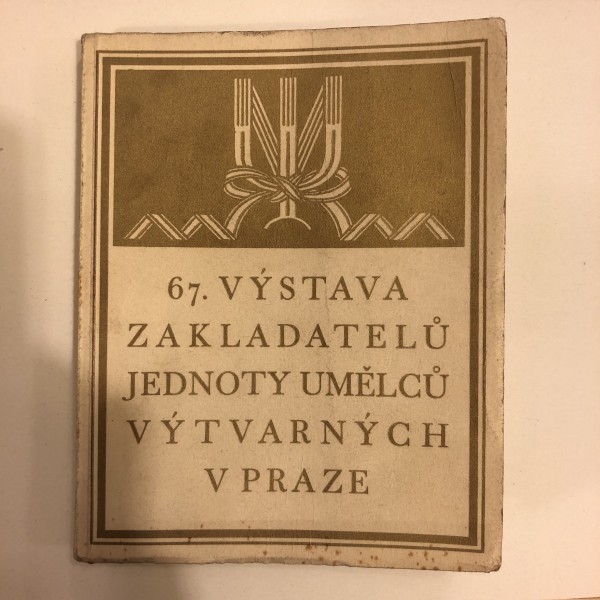 67. VÝSTAVA
ZAKLADATELŮ
JEDNOTY UMĚLCŮ
VÝTVARNÝCH
V PRAZE